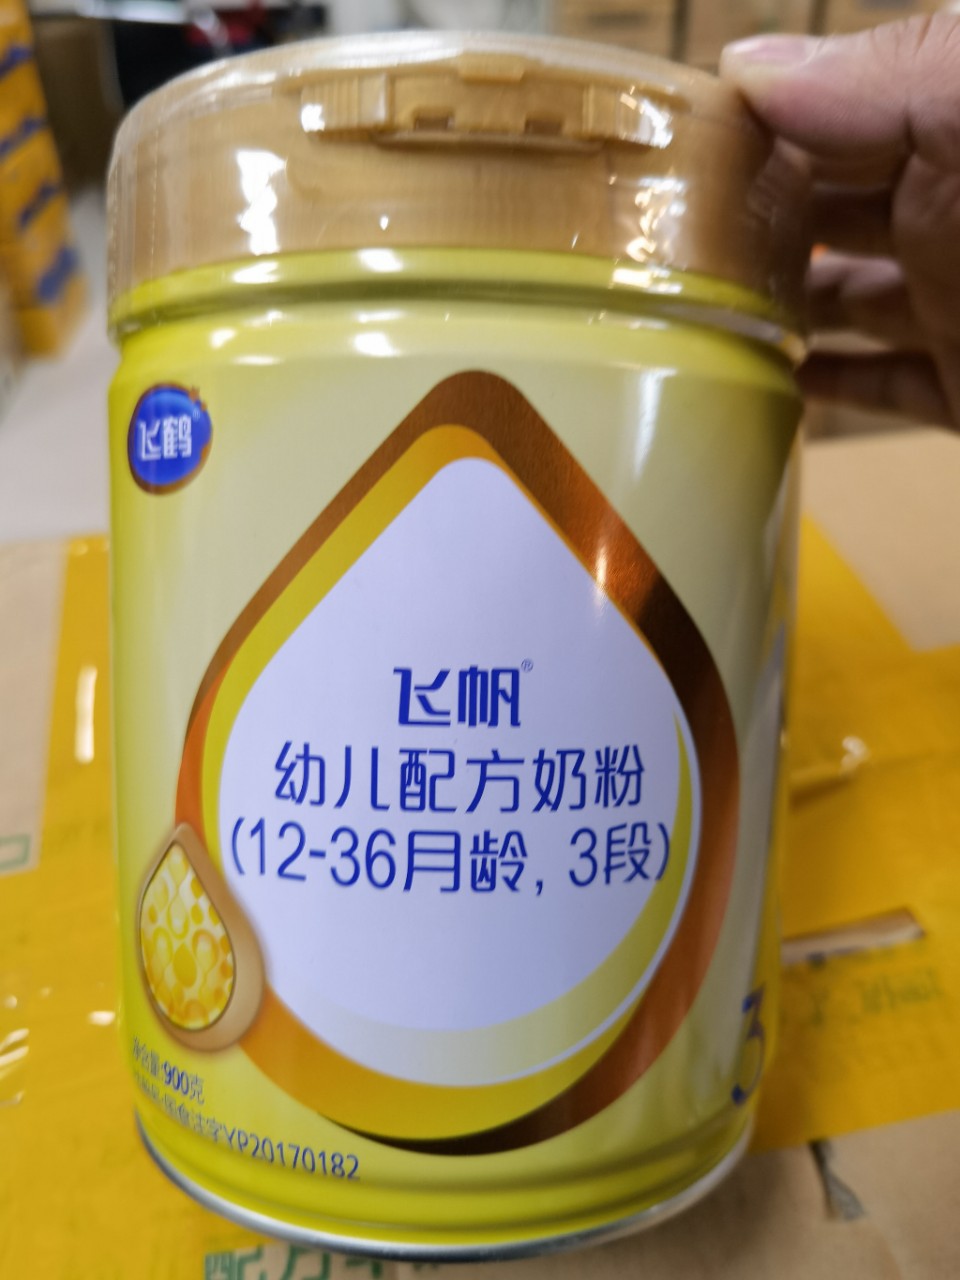 飞鹤®
飞帆®
幼儿配方奶粉
(12-36月龄, 3段)
3
净含量:900克
国食注字YP20170182